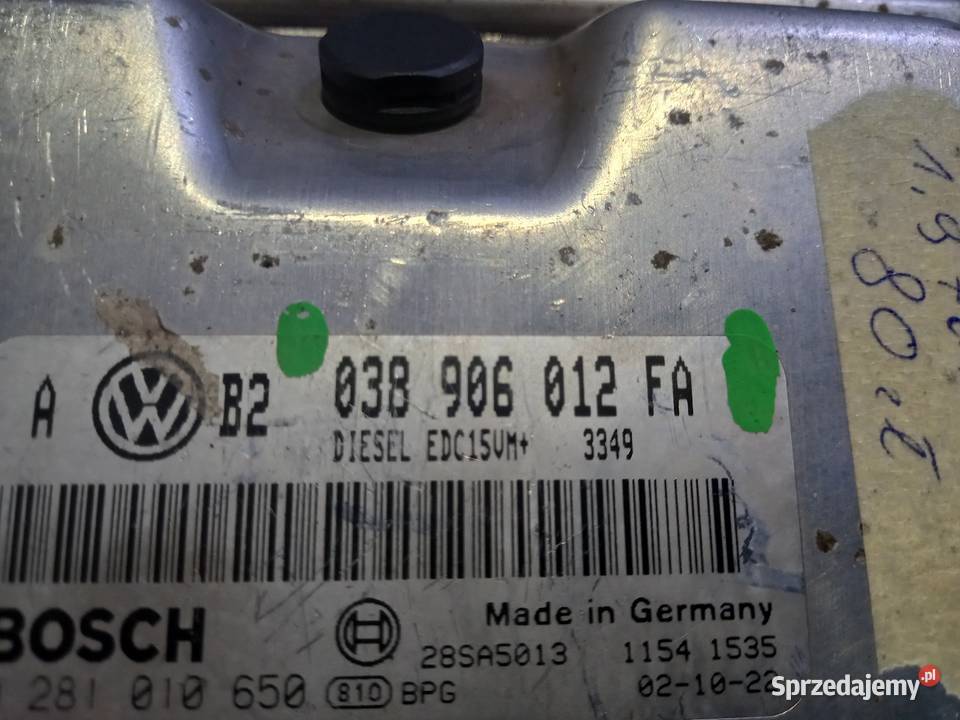 A B2 038 906 012 FA
DIESEL EDC15VM+ 3349
BOSCH
Made in Germany
28SA5013 1154 1535
281 010 650 810 BPG
02-10-22
Sprzedajemy.pl